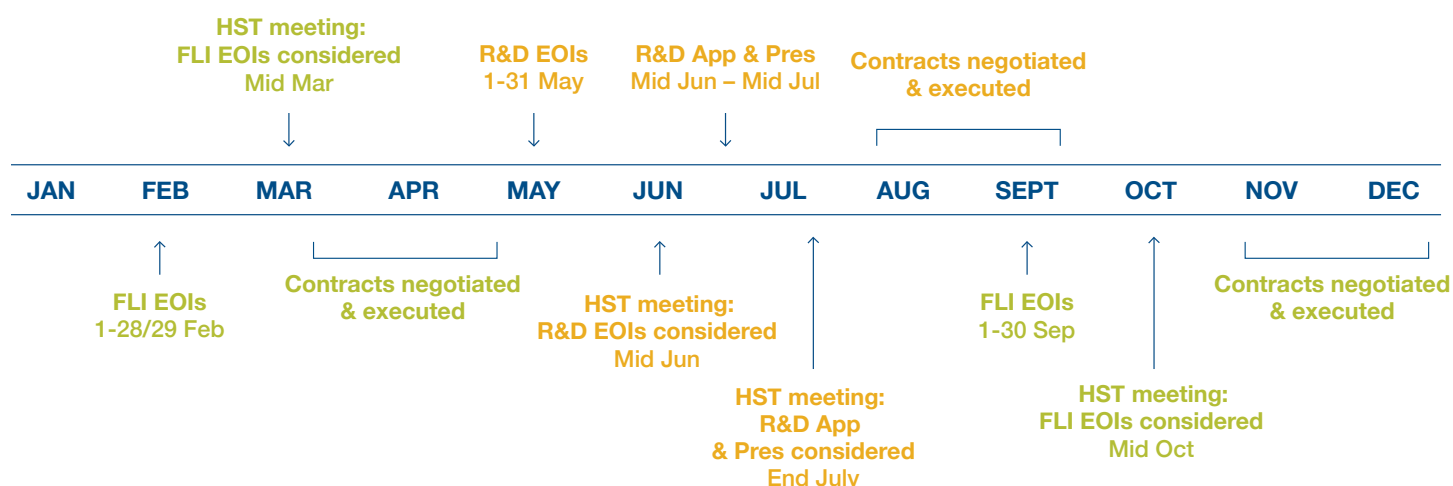 HST meeting:
FLI EOIs considered
Mid Mar
R&D EOIs
1-31 May
R&D App & Pres
Mid Jun – Mid Jul
Contracts negotiated
& executed
JAN FEB MAR APR MAY JUN JUL AUG SEPT OCT NOV DEC
FLI EOIs
1-28/29 Feb
Contracts negotiated
& executed
HST meeting:
R&D EOIs considered
Mid Jun
HST meeting:
R&D App
& Pres considered
End July
FLI EOIs
1-30 Sep
HST meeting:
FLI EOIs considered
Mid Oct
Contracts negotiated
& executed